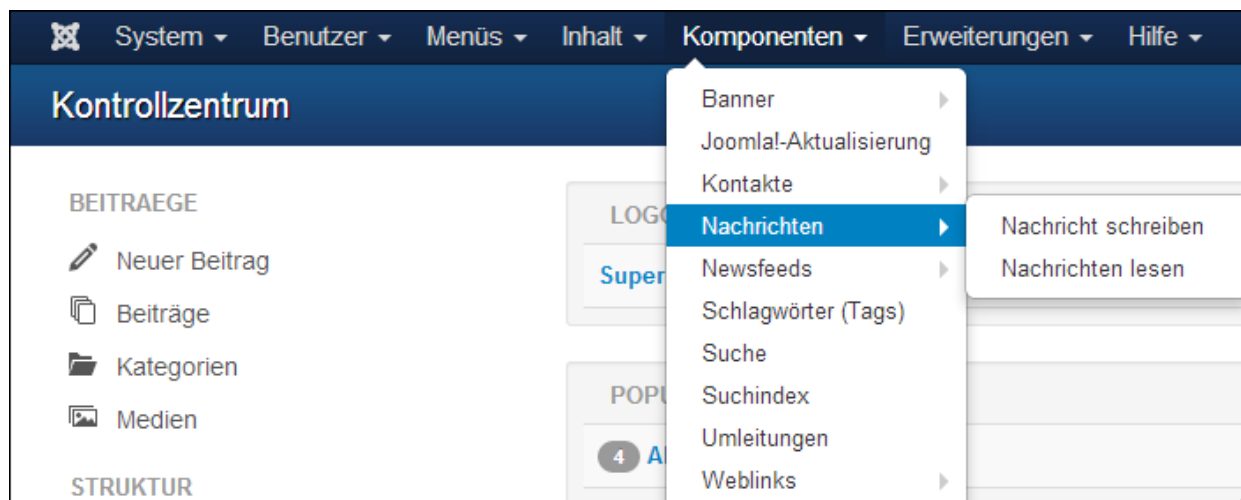 System Benutzer Menüs Inhalt Komponenten Erweiterungen Hilfe
Kontrollzentrum
BEITRAEGE
Neuer Beitrag
Beiträge
Kategorien
Medien
STRUKTUR
Super
4
Banner
Joomla!-Aktualisierung
Kontakte
Nachrichten
Newsfeeds
Schlagwörter (Tags)
Suche
Suchindex
Umleitungen
Weblinks
Nachricht schreiben
Nachrichten lesen